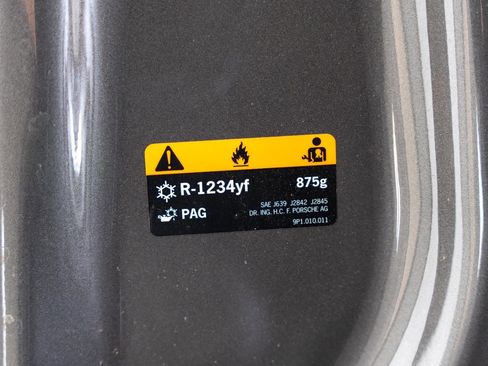 R-1234yf 875g
PAG
SAE J639 J2842 J2845
DR. ING. H.C. F. PORSCHE AG
9P1.010.011